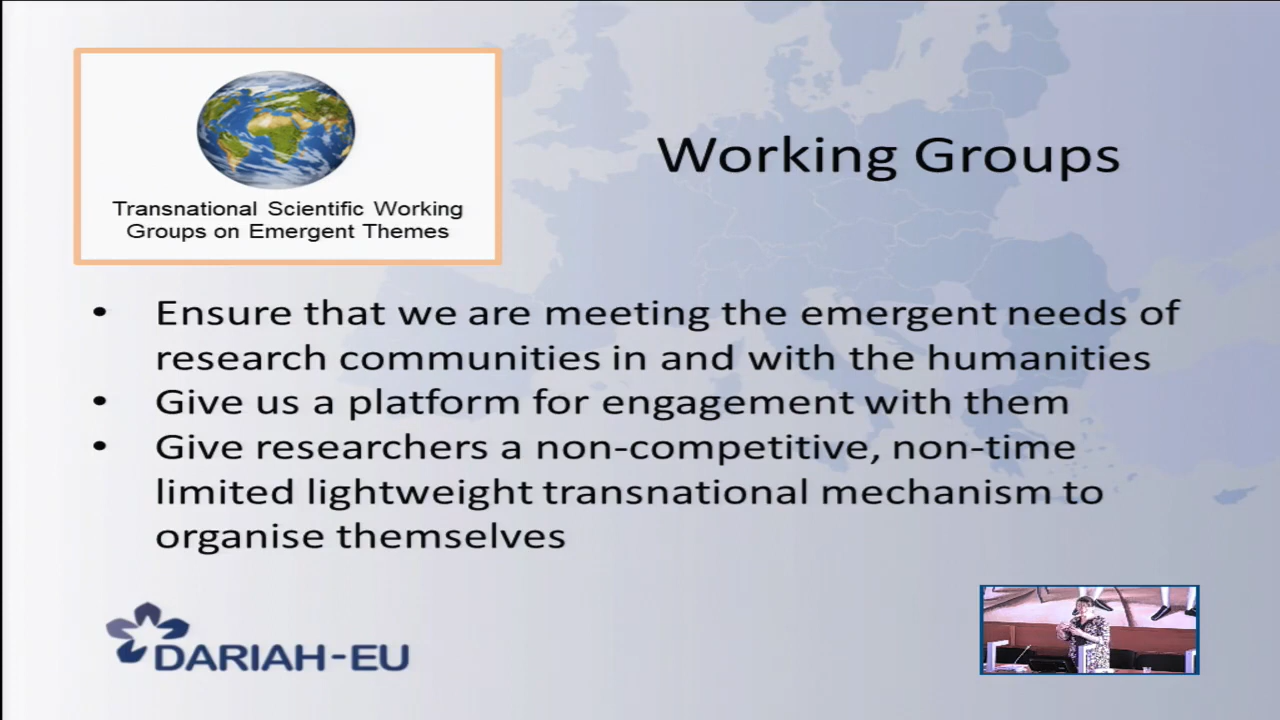 Transnational Scientific Working
Groups on Emergent Themes
Working Groups
• Ensure that we are meeting the emergent needs of
research communities in and with the humanities
• Give us a platform for engagement with them
• Give researchers a non-competitive, non-time
limited lightweight transnational mechanism to
organise themselves
DARIAH-EU